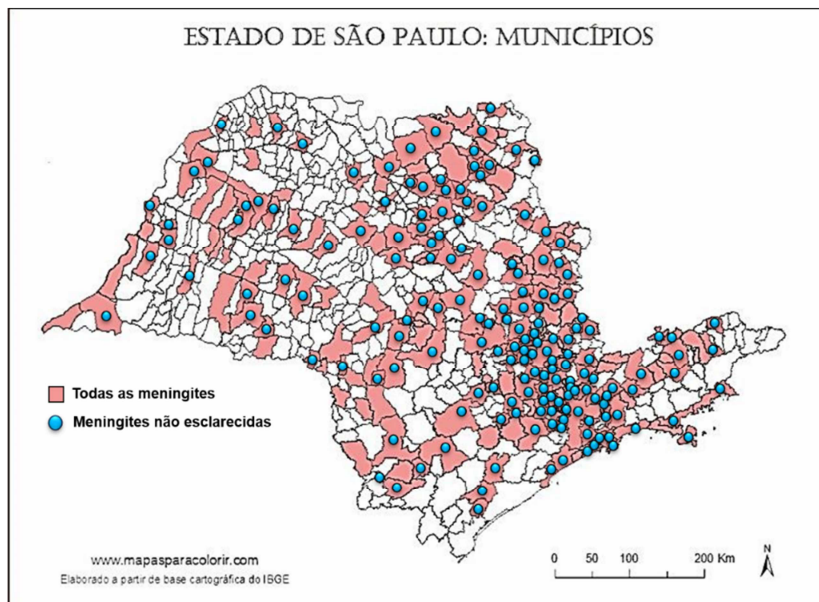 ESTADO DE SÃO PAULO: MUNICÍPIOS
Todas as meningites
Meningites não esclarecidas
www.mapasparacolorir.com
Elaborado a partir de base cartográfica do IBGE
0 50 100 200 Km
N